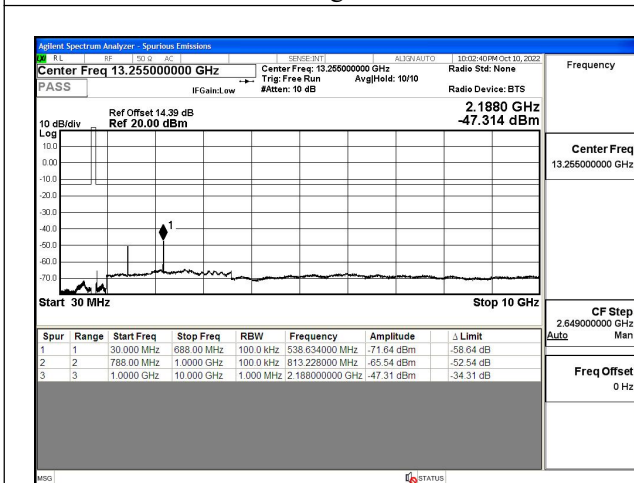 Agilent Spectrum Analyzer - Spurious Emissions
RL RF 50 Ω AC SENSE:INT ALIGN AUTO 10:02:40PM Oct 10, 2022
Center Freq 13.255000000 GHz
Center Freq: 13.255000000 GHz Radio Std: None
PASS IFGain:Low Trig: Free Run Avg|Hold: 10/10
#Atten: 10 dB Radio Device: BTS
Ref Offset 14.39 dB 2.1880 GHz
10 dB/div Ref 20.00 dBm -47.314 dBm
Log
10.0
0.00
-10.0
-20.0
-30.0
-40.0
-50.0
-60.0
-70.0
1
Start 30 MHz Stop 10 GHz
Spur Range Start Freq Stop Freq RBW Frequency Amplitude Δ Limit
1 1 30.000 MHz 688.00 MHz 100.0 kHz 538.634000 MHz -71.64 dBm -58.64 dB
2 2 788.00 MHz 1.0000 GHz 100.0 kHz 813.228000 MHz -65.54 dBm -52.54 dB
3 3 1.0000 GHz 10.000 GHz 1.000 MHz 2.188000000 GHz -47.31 dBm -34.31 dB
MSG STATUS
Frequency
Center Freq
13.255000000 GHz
CF Step
2.649000000 GHz
Auto Man
Freq Offset
0 Hz